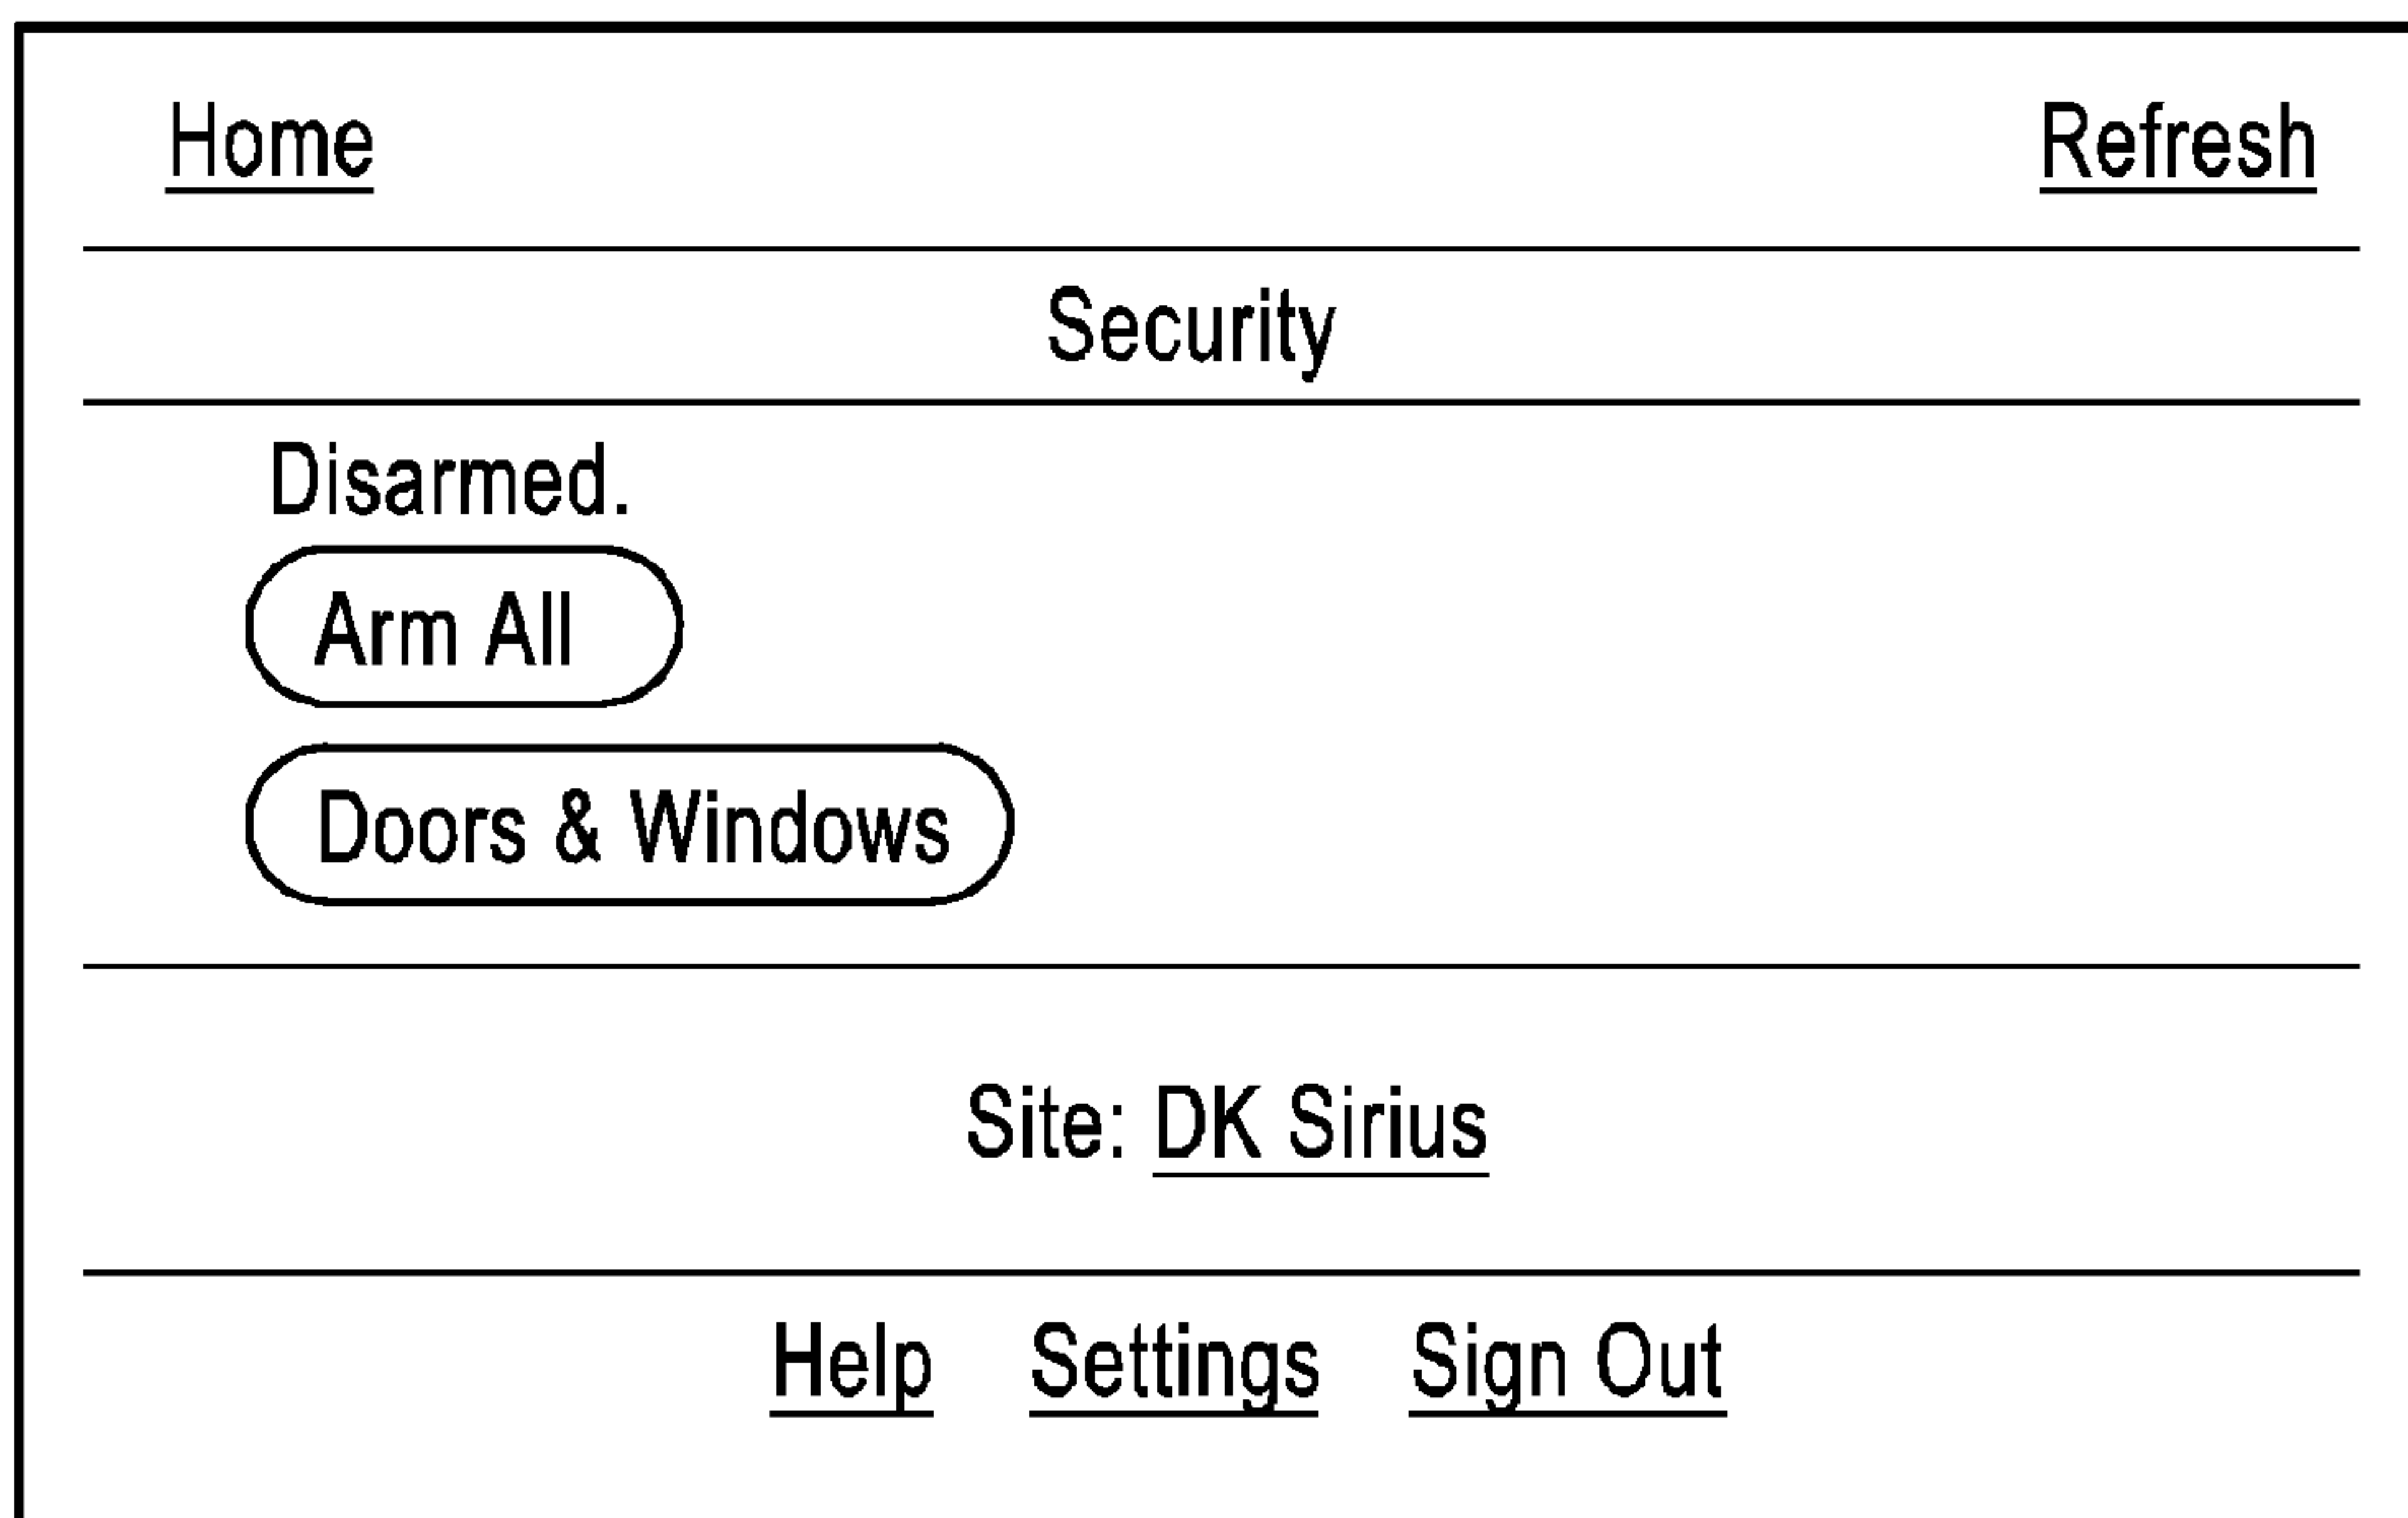 Home Refresh
Security
Disarmed.
Arm All
Doors & Windows
Site: DK Sirius
Help Settings Sign Out